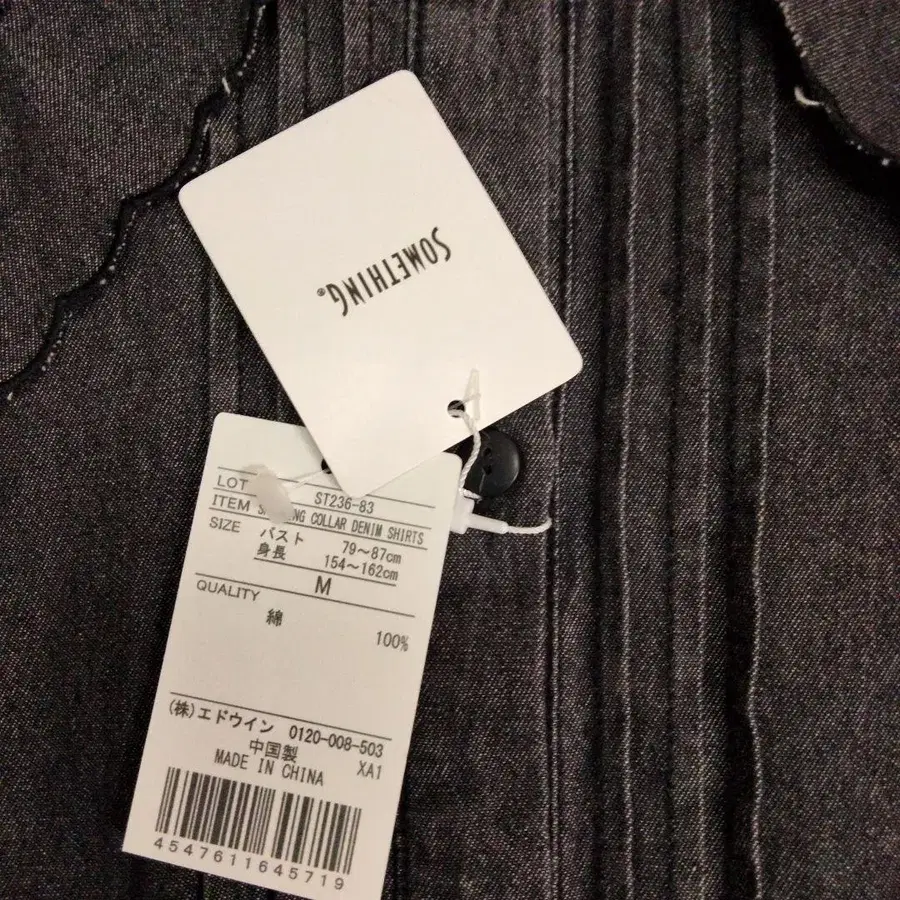 SOMETHING®
LOT ST236-83
ITEM COLLAR DENIM SHIRTS
SIZE バスト 79～87cm
身長 154～162cm
M
QUALITY
綿 100%
(株)エドウイン 0120-008-503
中国製
MADE IN CHINA XA1
4547611645719